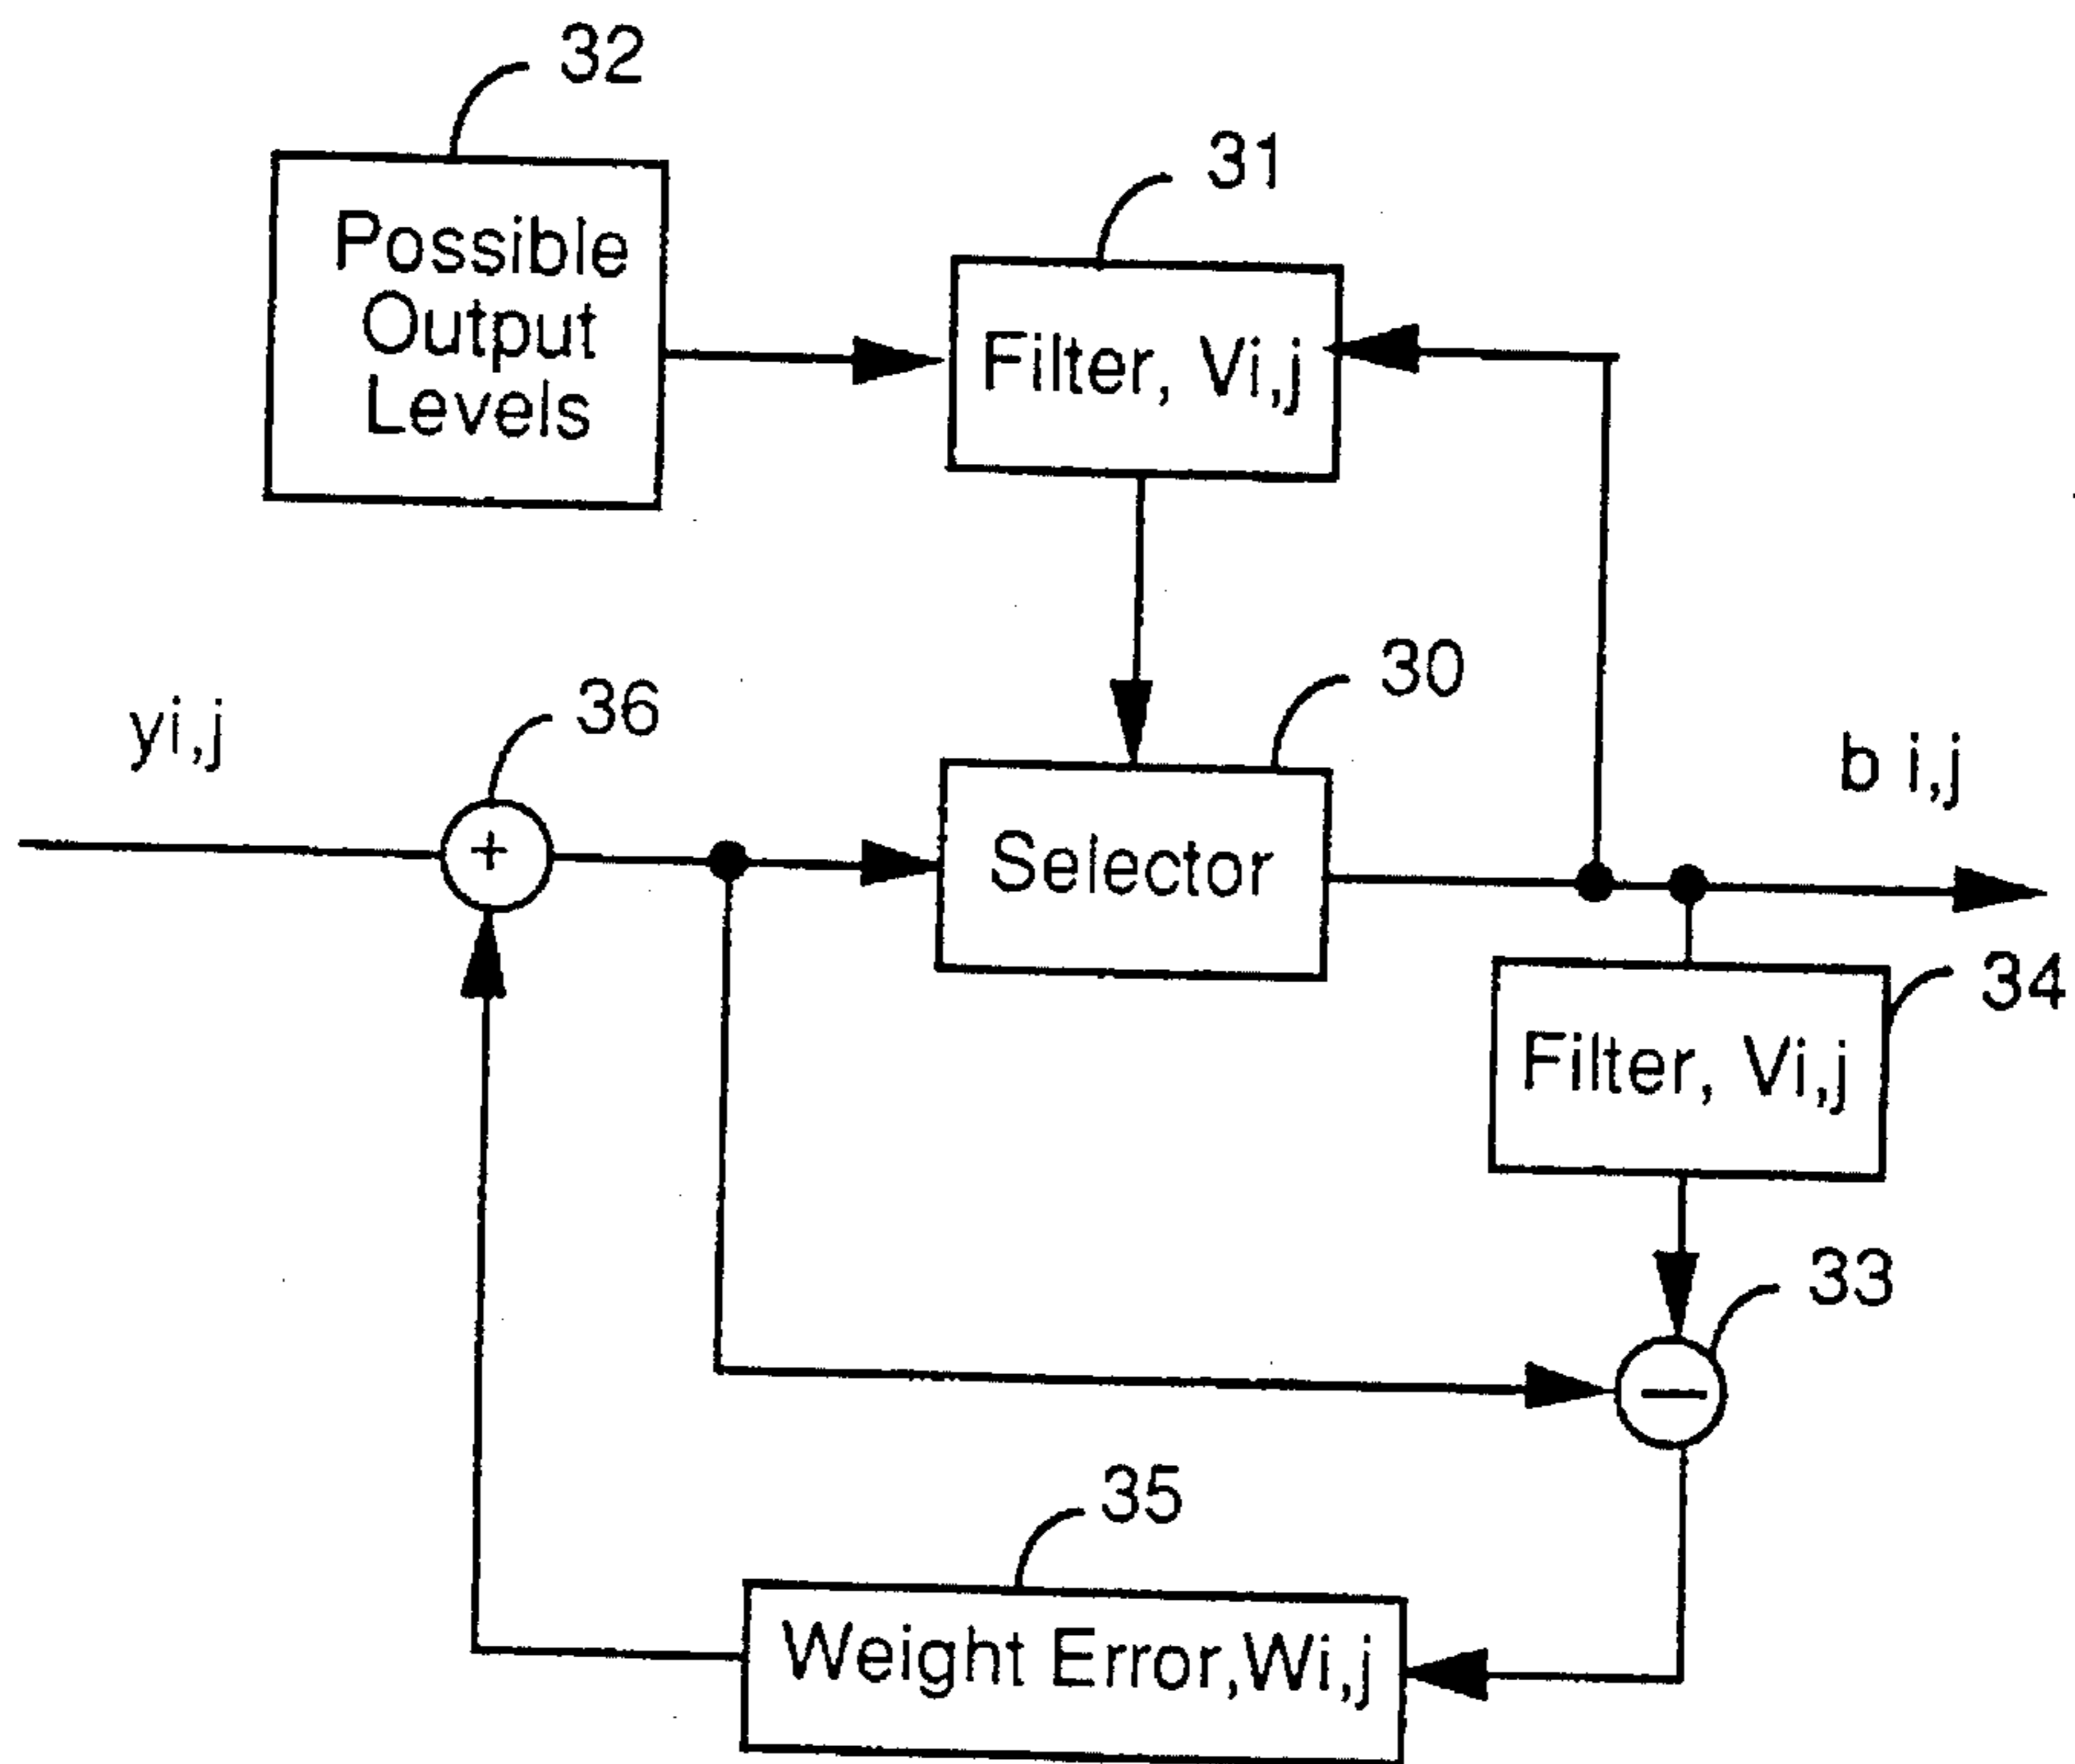 32
Possible
Output
Levels
31
Filter, Vi,j
yi,j
36
+
30
Selector
b i,j
34
Filter, Vi,j
33
−
35
Weight Error,Wi,j